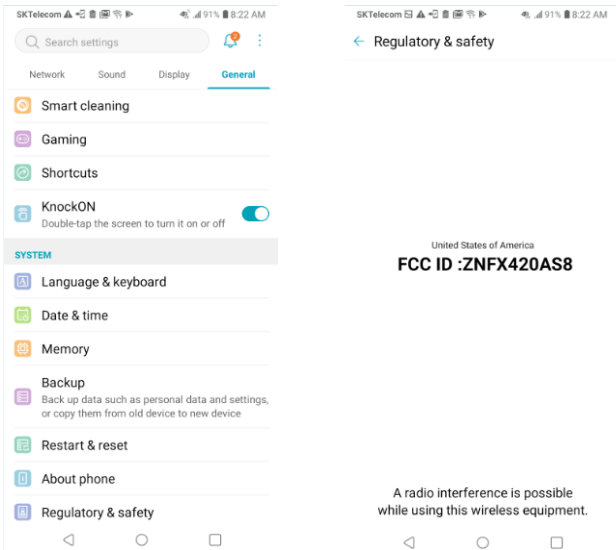 SKTelecom 91% 8:22 AM
Search settings
2
Network Sound Display General
Smart cleaning
Gaming
Shortcuts
KnockON
Double-tap the screen to turn it on or off
SYSTEM
Language & keyboard
Date & time
Memory
Backup
Back up data such as personal data and settings,
or copy them from old device to new device
Restart & reset
About phone
Regulatory & safety
SKTelecom 91% 8:22 AM
Regulatory & safety
United States of America
FCC ID :ZNFX420AS8
A radio interference is possible
while using this wireless equipment.